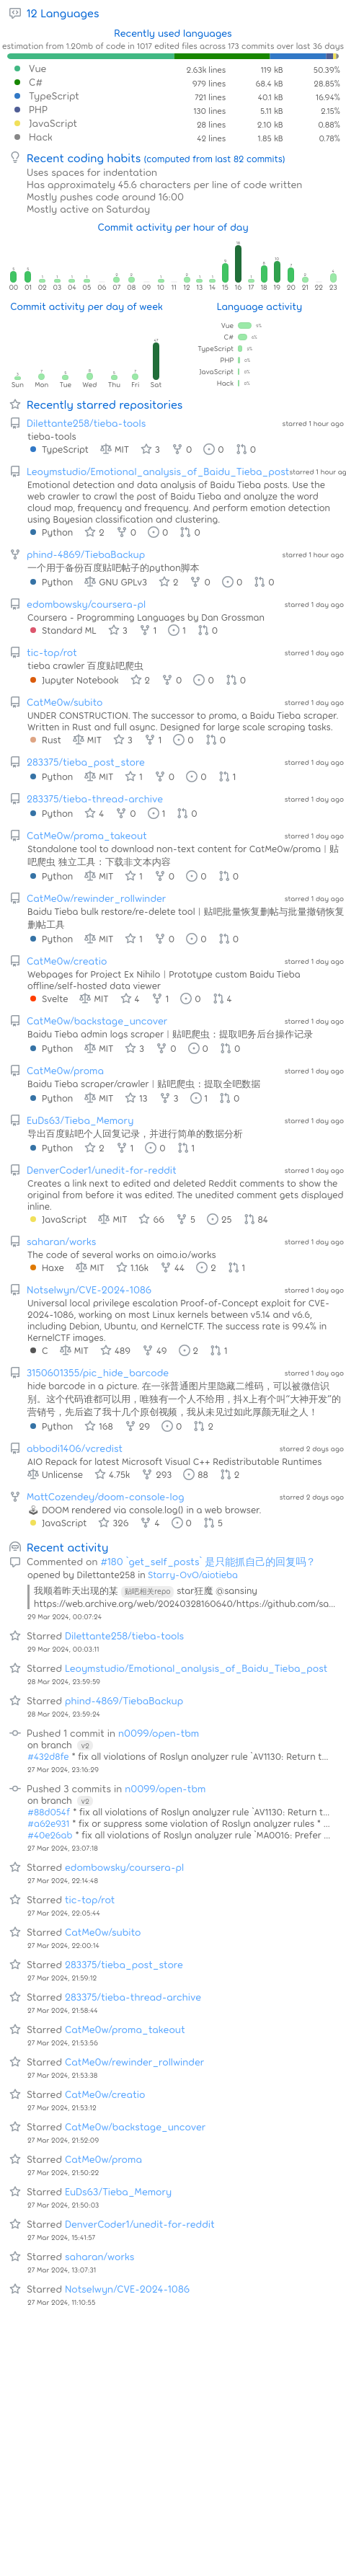 12 Languages
Recently used languages
estimation from 1.20mb of code in 1017 edited files across 173 commits over last 36 days
Vue 2.63k lines 119 kB 50.39%
C# 979 lines 68.4 kB 28.85%
TypeScript 721 lines 40.1 kB 16.94%
PHP 130 lines 5.11 kB 2.15%
JavaScript 28 lines 2.10 kB 0.88%
Hack 42 lines 1.85 kB 0.78%
Recent coding habits (computed from last 82 commits)
Uses spaces for indentation
Has approximately 45.6 characters per line of code written
Mostly pushes code around 16:00
Mostly active on Saturday
Commit activity per hour of day
00 01 02 03 04 05 06 07 08 09 10 11 12 13 14 15 16 17 18 19 20 21 22 23
Commit activity per day of week
Language activity
Vue
C#
TypeScript
PHP
JavaScript
Hack
Sun Mon Tue Wed Thu Fri Sat
Recently starred repositories
Dilettante258/tieba-tools starred 1 hour ago
tieba-tools
TypeScript MIT 3 0 0 0
Leoymstudio/Emotional_analysis_of_Baidu_Tieba_post starred 1 hour ago
Emotional detection and data analysis of Baidu Tieba posts. Use the
web crawler to crawl the post of Baidu Tieba and analyze the word
cloud map, frequency and frequency. And perform emotion detection
using Bayesian classification and clustering.
Python 2 0 0 0
phind-4869/TiebaBackup starred 1 hour ago
一个用于备份百度贴吧帖子的python脚本
Python GNU GPLv3 2 0 0 0
edombowsky/coursera-pl starred 1 day ago
Coursera - Programming Languages by Dan Grossman
Standard ML 3 1 1 0
tic-top/rot starred 1 day ago
tieba crawler 百度贴吧爬虫
Jupyter Notebook 2 0 0 0
CatMe0w/subito starred 1 day ago
UNDER CONSTRUCTION. The successor to proma, a Baidu Tieba scraper.
Written in Rust and full async. Designed for large scale scraping tasks.
Rust MIT 3 1 0 0
283375/tieba_post_store starred 1 day ago
Python MIT 1 0 0 1
283375/tieba-thread-archive starred 1 day ago
Python 4 0 1 0
CatMe0w/proma_takeout starred 1 day ago
Standalone tool to download non-text content for CatMe0w/proma | 贴
吧爬虫 独立工具：下载非文本内容
Python MIT 1 0 0 0
CatMe0w/rewinder_rollwinder starred 1 day ago
Baidu Tieba bulk restore/re-delete tool | 贴吧批量恢复删帖与批量撤销恢复
删帖工具
Python MIT 1 0 0 0
CatMe0w/creatio starred 1 day ago
Webpages for Project Ex Nihilo | Prototype custom Baidu Tieba
offline/self-hosted data viewer
Svelte MIT 4 1 0 4
CatMe0w/backstage_uncover starred 1 day ago
Baidu Tieba admin logs scraper | 贴吧爬虫：提取吧务后台操作记录
Python MIT 3 0 0 0
CatMe0w/proma starred 1 day ago
Baidu Tieba scraper/crawler | 贴吧爬虫：提取全吧数据
Python MIT 13 3 1 0
EuDs63/Tieba_Memory starred 1 day ago
导出百度贴吧个人回复记录，并进行简单的数据分析
Python 2 1 0 1
DenverCoder1/unedit-for-reddit starred 1 day ago
Creates a link next to edited and deleted Reddit comments to show the
original from before it was edited. The unedited comment gets displayed
inline.
JavaScript MIT 66 5 25 84
saharan/works starred 1 day ago
The code of several works on oimo.io/works
Haxe MIT 1.16k 44 2 1
Notselwyn/CVE-2024-1086 starred 1 day ago
Universal local privilege escalation Proof-of-Concept exploit for CVE-
2024-1086, working on most Linux kernels between v5.14 and v6.6,
including Debian, Ubuntu, and KernelCTF. The success rate is 99.4% in
KernelCTF images.
C MIT 489 49 2 1
3150601355/pic_hide_barcode starred 1 day ago
hide barcode in a picture. 在一张普通图片里隐藏二维码，可以被微信识
别。这个代码谁都可以用，唯独有一个人不给用，抖X上有个叫"大神开发"的
营销号，先后盗了我十几个原创视频，我从未见过如此厚颜无耻之人！
Python 168 29 0 2
abbodi1406/vcredist starred 2 days ago
AIO Repack for latest Microsoft Visual C++ Redistributable Runtimes
Unlicense 4.75k 293 88 2
MattCozendey/doom-console-log starred 2 days ago
DOOM rendered via console.log() in a web browser.
JavaScript 326 4 0 5
Recent activity
Commented on #180 `get_self_posts` 是只能抓自己的回复吗？
opened by Dilettante258 in Starry-OvO/aiotieba
我顺着昨天出现的某 贴吧相关repo star狂魔 @sansiny
https://web.archive.org/web/20240328160640/https://github.com/sa...
29 Mar 2024, 00:07:24
Starred Dilettante258/tieba-tools
29 Mar 2024, 00:03:11
Starred Leoymstudio/Emotional_analysis_of_Baidu_Tieba_post
28 Mar 2024, 23:59:59
Starred phind-4869/TiebaBackup
28 Mar 2024, 23:59:24
Pushed 1 commit in n0099/open-tbm
on branch v2
#432d8fe * fix all violations of Roslyn analyzer rule `AV1130: Return t...
27 Mar 2024, 23:16:29
Pushed 3 commits in n0099/open-tbm
on branch v2
#88d054f * fix all violations of Roslyn analyzer rule `AV1130: Return t...
#a62e931 * fix or suppress some violation of Roslyn analyzer rules * ...
#40e26ab * fix all violations of Roslyn analyzer rule `MA0016: Prefer ...
27 Mar 2024, 23:07:18
Starred edombowsky/coursera-pl
27 Mar 2024, 22:14:48
Starred tic-top/rot
27 Mar 2024, 22:05:44
Starred CatMe0w/subito
27 Mar 2024, 22:00:14
Starred 283375/tieba_post_store
27 Mar 2024, 21:59:12
Starred 283375/tieba-thread-archive
27 Mar 2024, 21:58:44
Starred CatMe0w/proma_takeout
27 Mar 2024, 21:53:56
Starred CatMe0w/rewinder_rollwinder
27 Mar 2024, 21:53:38
Starred CatMe0w/creatio
27 Mar 2024, 21:53:12
Starred CatMe0w/backstage_uncover
27 Mar 2024, 21:52:09
Starred CatMe0w/proma
27 Mar 2024, 21:50:22
Starred EuDs63/Tieba_Memory
27 Mar 2024, 21:50:03
Starred DenverCoder1/unedit-for-reddit
27 Mar 2024, 15:41:57
Starred saharan/works
27 Mar 2024, 13:07:31
Starred Notselwyn/CVE-2024-1086
27 Mar 2024, 11:10:55